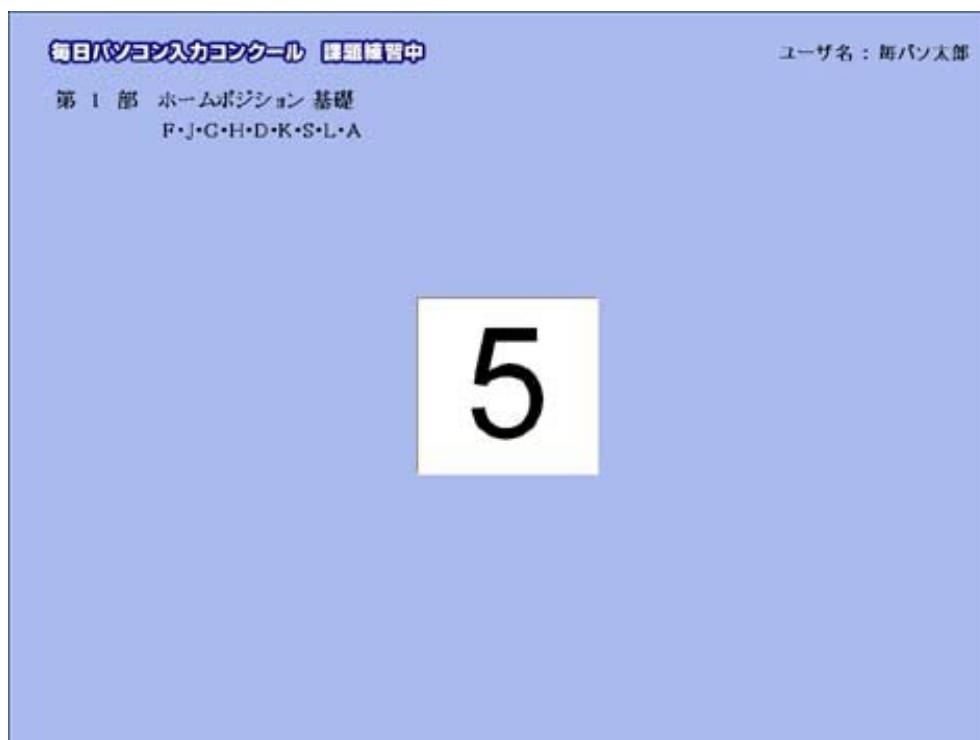 毎日パソコン入力コンクール 課題練習中
ユーザ名：毎パソ太郎
第 1 部 ホームポジション 基礎
F・J・G・H・D・K・S・L・A
5